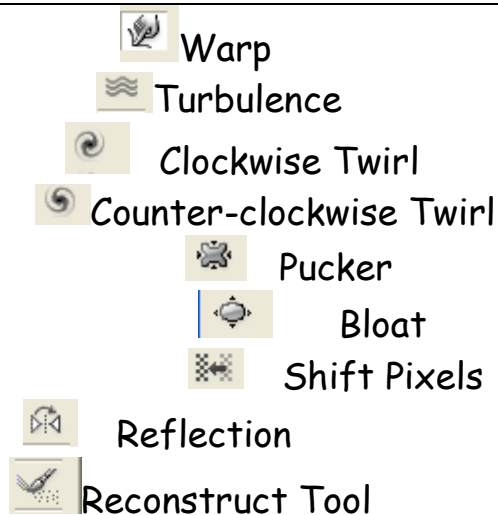 Warp
Turbulence
Clockwise Twirl
Counter-clockwise Twirl
Pucker
Bloat
Shift Pixels
Reflection
Reconstruct Tool